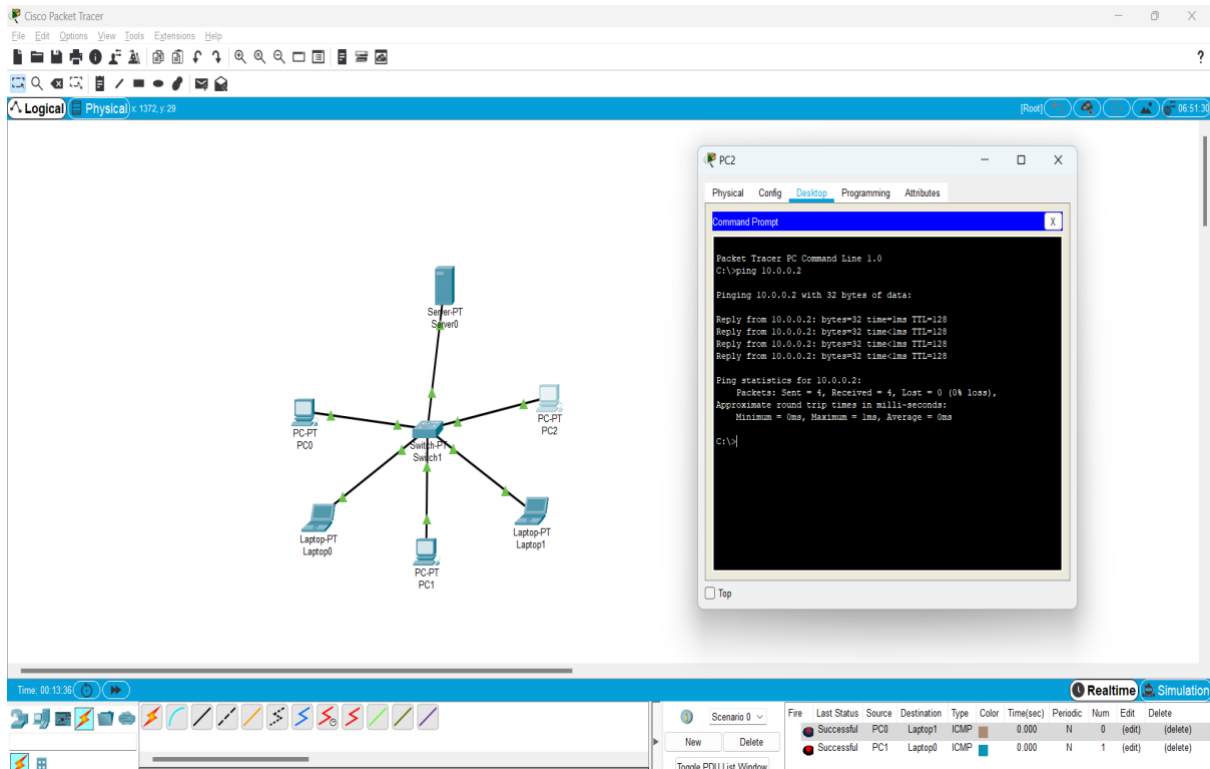 Cisco Packet Tracer
File Edit Options View Tools Extensions Help
?
Logical Physical x: 1372, y: 29 [Root] 06:51:30
PC2
Physical Config Desktop Programming Attributes
Command Prompt X
Packet Tracer PC Command Line 1.0
C:\>ping 10.0.0.2
Pinging 10.0.0.2 with 32 bytes of data:
Reply from 10.0.0.2: bytes=32 time=1ms TTL=128
Reply from 10.0.0.2: bytes=32 time<1ms TTL=128
Reply from 10.0.0.2: bytes=32 time<1ms TTL=128
Reply from 10.0.0.2: bytes=32 time<1ms TTL=128
Ping statistics for 10.0.0.2:
Packets: Sent = 4, Received = 4, Lost = 0 (0% loss),
Approximate round trip times in milli-seconds:
Minimum = 0ms, Maximum = 1ms, Average = 0ms
C:\>
Top
Server-PT
Server0
PC-PT
PC0
PC-PT
PC2
Switch-PT
Switch1
Laptop-PT
Laptop0
PC-PT
PC1
Laptop-PT
Laptop1
Time: 00:13:36 Realtime Simulation
Scenario 0
New Delete
Toggle PDU List Window
Fire Last Status Source Destination Type Color Time(sec) Periodic Num Edit Delete
Successful PC0 Laptop1 ICMP 0.000 N 0 (edit) (delete)
Successful PC1 Laptop0 ICMP 0.000 N 1 (edit) (delete)